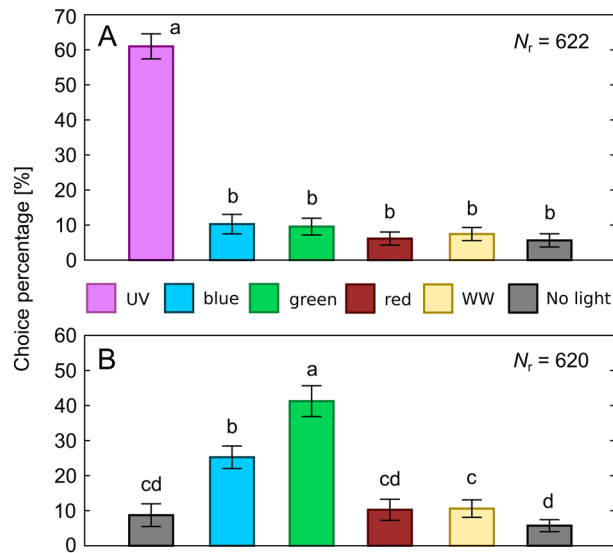 Choice percentage [%]
A
N_r = 622
70
60
50
40
30
20
10
0
a
b
b
b
b
b
UV
blue
green
red
WW
No light
B
N_r = 620
60
50
40
30
20
10
0
cd
b
a
cd
c
d